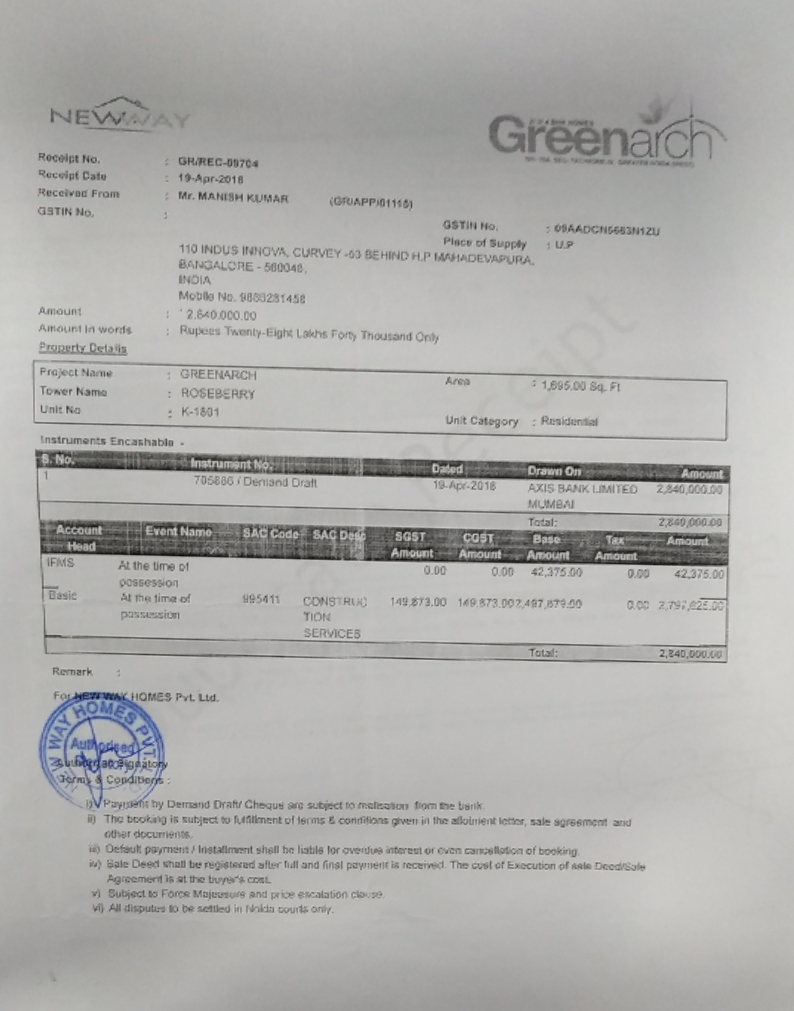 NEWWAY
Greenarch
Receipt No. : GR/REC-09704
Receipt Date : 19-Apr-2018
Received From : Mr. MANISH KUMAR (GR/APP/01115)
GSTIN No. :
GSTIN No. : 09AADCN5663N1ZU
Place of Supply : U.P
110 INDUS INNOVA, CURVEY -53 BEHIND H.P MAHADEVAPURA,
BANGALORE - 560048,
INDIA
Mobile No. 9886281458
Amount : ` 2,840,000.00
Amount In words : Rupees Twenty-Eight Lakhs Forty Thousand Only
Property Details
Project Name : GREENARCH Area : 1,695.00 Sq. Ft
Tower Name : ROSEBERRY
Unit No : K-1801 Unit Category : Residential
Instruments Encashable -
S. No. Instrument No. Dated Drawn On Amount
1 705886 / Demand Draft 19-Apr-2018 AXIS BANK LIMITED 2,840,000.00
MUMBAI
Total: 2,840,000.00
Account Event Name SAC Code SAC Desc SGST CGST Base Tax Amount
Head Amount Amount Amount Amount
IFMS At the time of 0.00 0.00 42,375.00 0.00 42,375.00
possession
Basic At the time of 995411 CONSTRUC 149,873.00 149,873.00 2,497,879.00 0.00 2,797,625.00
possession TION
SERVICES
Total: 2,840,000.00
Remark :
For NEW WAY HOMES Pvt. Ltd.
NEW WAY HOMES PVT.
Authorised
Authorised Signatory
Terms & Conditions :
i) Payment by Demand Draft/ Cheque are subject to realisation from the bank.
ii) The booking is subject to fulfillment of terms & conditions given in the allotment letter, sale agreement and
other documents.
iii) Default payment / Installment shall be liable for overdue interest or even cancellation of booking.
iv) Sale Deed shall be registered after full and final payment is received. The cost of Execution of sale Deed/Sale
Agreement is at the buyer's cost.
v) Subject to Force Majeusure and price escalation clause.
vi) All disputes to be settled in Noida courts only.